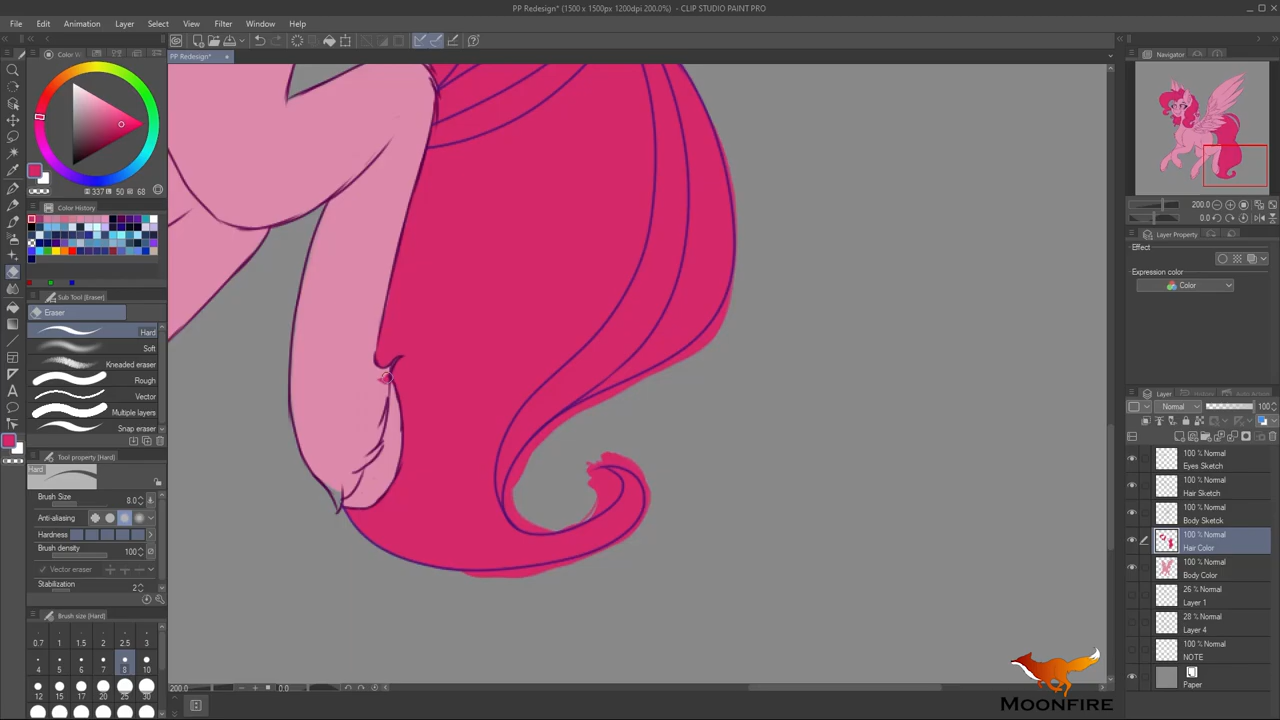 PP Redesign* (1500 x 1500px 1200dpi 200.0%) - CLIP STUDIO PAINT PRO
File Edit Animation Layer Select View Filter Window Help
PP Redesign*
Navigator
200.0
0.0
Layer Property
Effect
Expression color
Color
337 S 50 68
Color History
Sub Tool [Eraser]
Eraser
Hard
Soft
Kneaded eraser
Rough
Vector
Multiple layers
Snap eraser
Tool property [Hard]
Hard
Brush Size 8.0
Anti-aliasing
Hardness
Brush density 100
Vector eraser
Stabilization 2
Brush size [Hard]
0.7 1 1.5 2 2.5 3
4 5 6 7 8 10
12 15 17 20 25 30
Layer
Normal 100
100 % Normal
Eyes Sketch
100 % Normal
Hair Sketch
100 % Normal
Body Sketck
100 % Normal
Hair Color
100 % Normal
Body Color
26 % Normal
Layer 1
28 % Normal
Layer 4
100 % Normal
NOTE
Paper
200.0 0.0
MOONFIRE